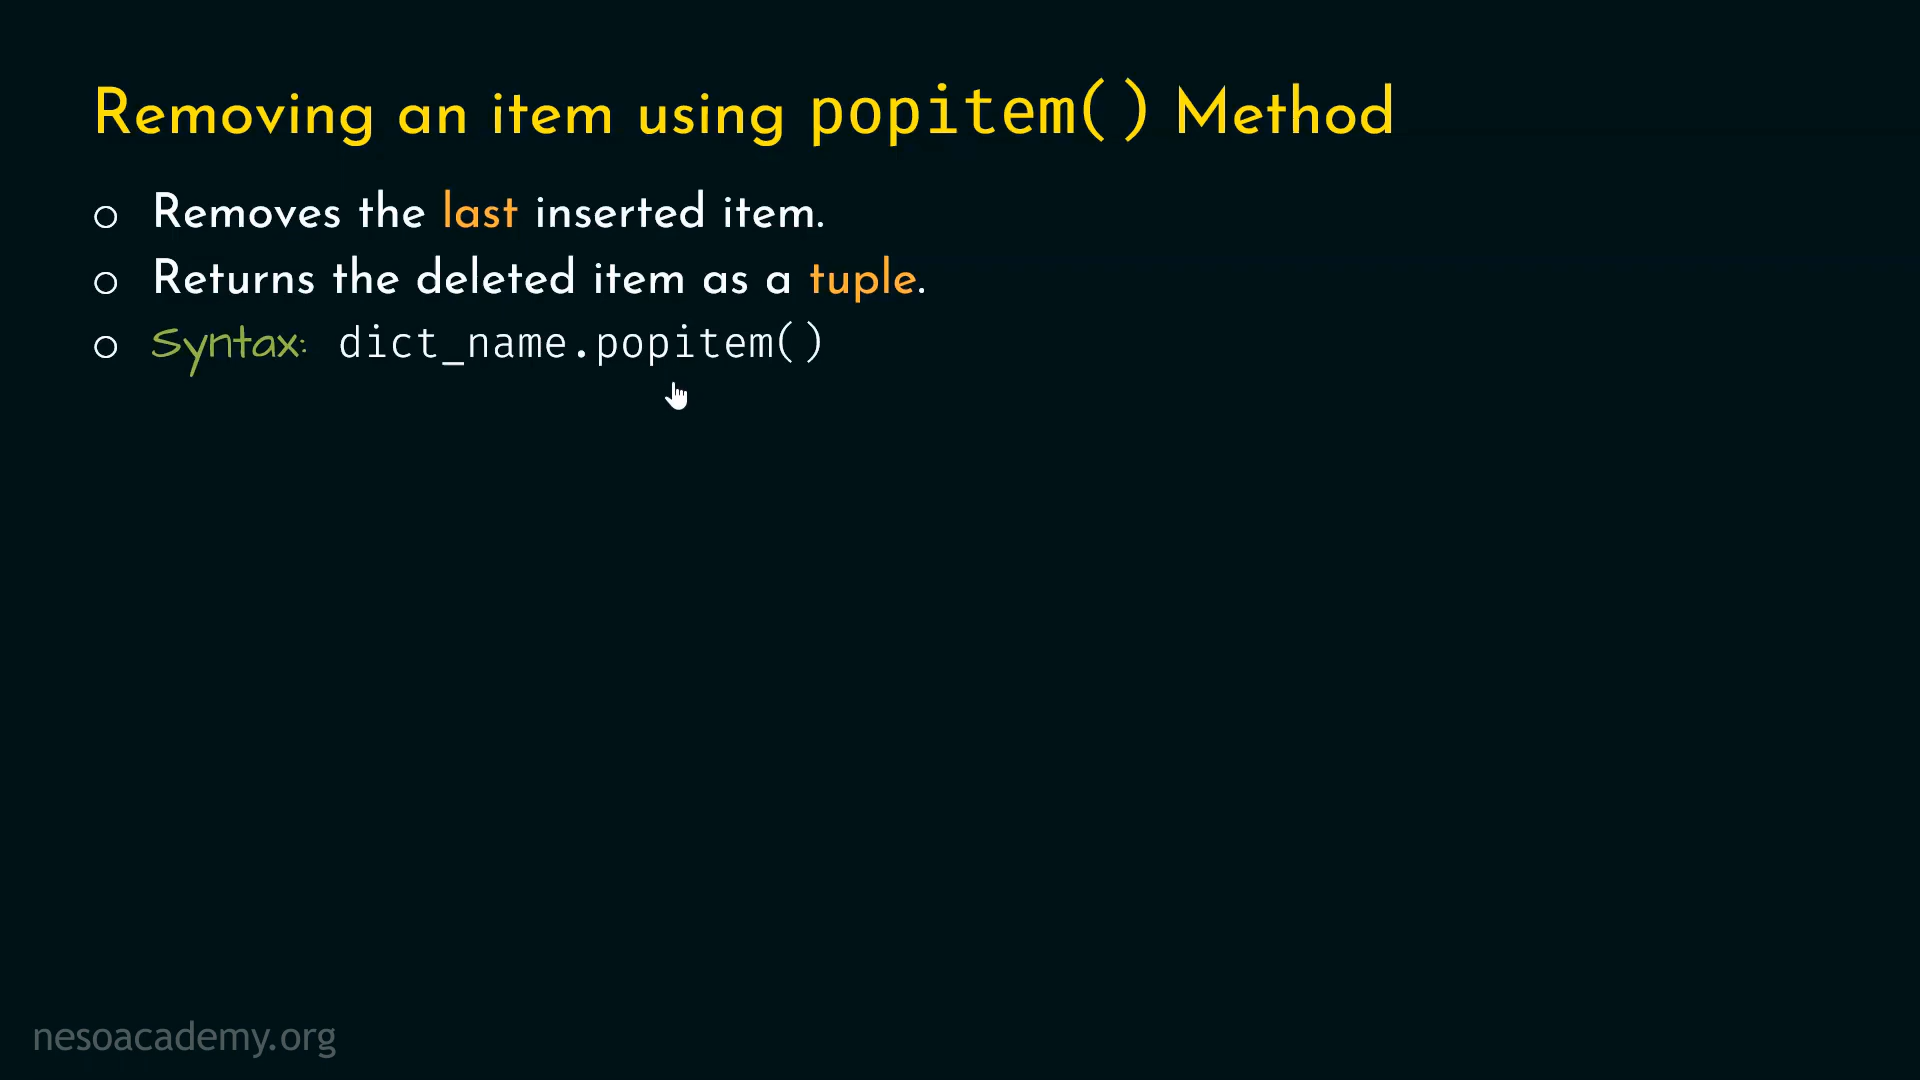 Removing an item using popitem() Method
Removes the last inserted item.
Returns the deleted item as a tuple.
Syntax: dict_name.popitem()
nesoacademy.org